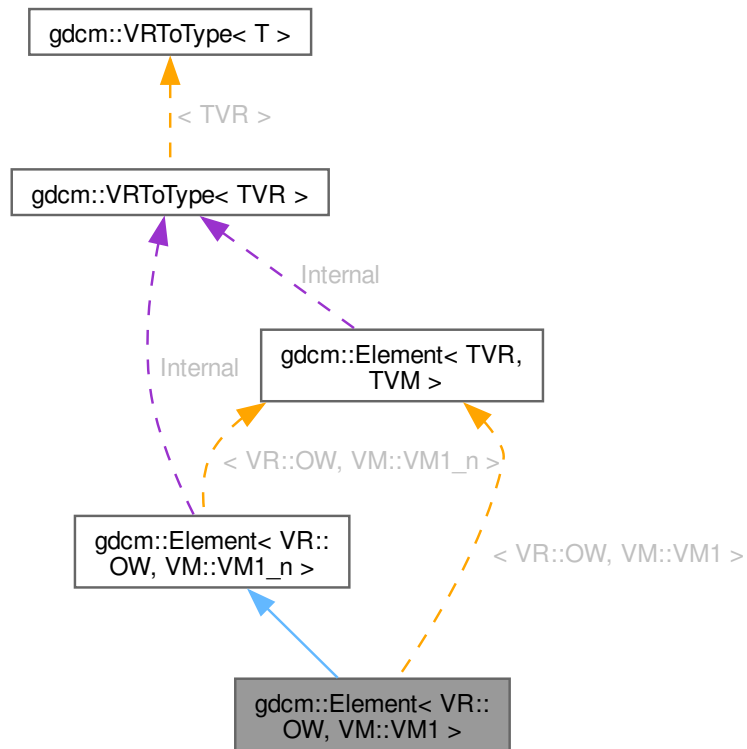 gdcm::VRToType< T >
< TVR >
gdcm::VRToType< TVR >
Internal
gdcm::Element< TVR,
TVM >
Internal
< VR::OW, VM::VM1_n >
gdcm::Element< VR::
OW, VM::VM1_n >
< VR::OW, VM::VM1 >
gdcm::Element< VR::
OW, VM::VM1 >